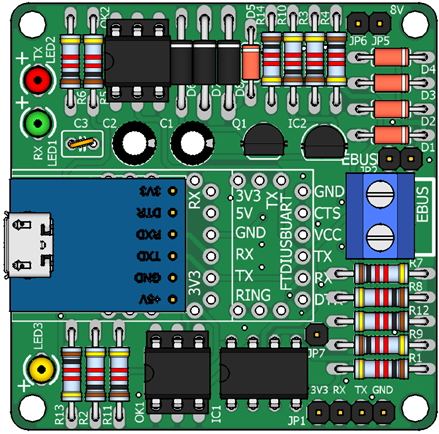 OK2
D5
R14
R10
R3
R4
8V
JP6 JP5
TX
LED2
R6
R5
D6
D7
D8
D4
D3
D2
D1
RX
LED1
C3 C2 C1 Q1 IC2
EBUS
JP2
3V3
DTR
RXD
TXD
GND
+5V
RX
3V3
3V3
5V
GND
RX
TX
RING
TX
FTDIUSBUART
GND
CTS
VCC
TX
RX
DT
EBUS
R7
R8
R12
R9
R1
LED3
R13
R2
R11
OK1
IC1
JP7
3V3 RX TX GND
JP1